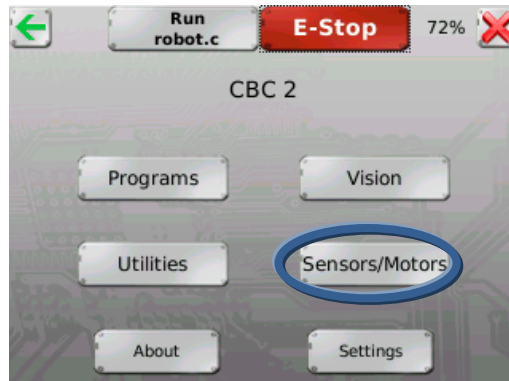 Run
robot.c
E-Stop
72%
CBC 2
Programs
Vision
Utilities
Sensors/Motors
About
Settings